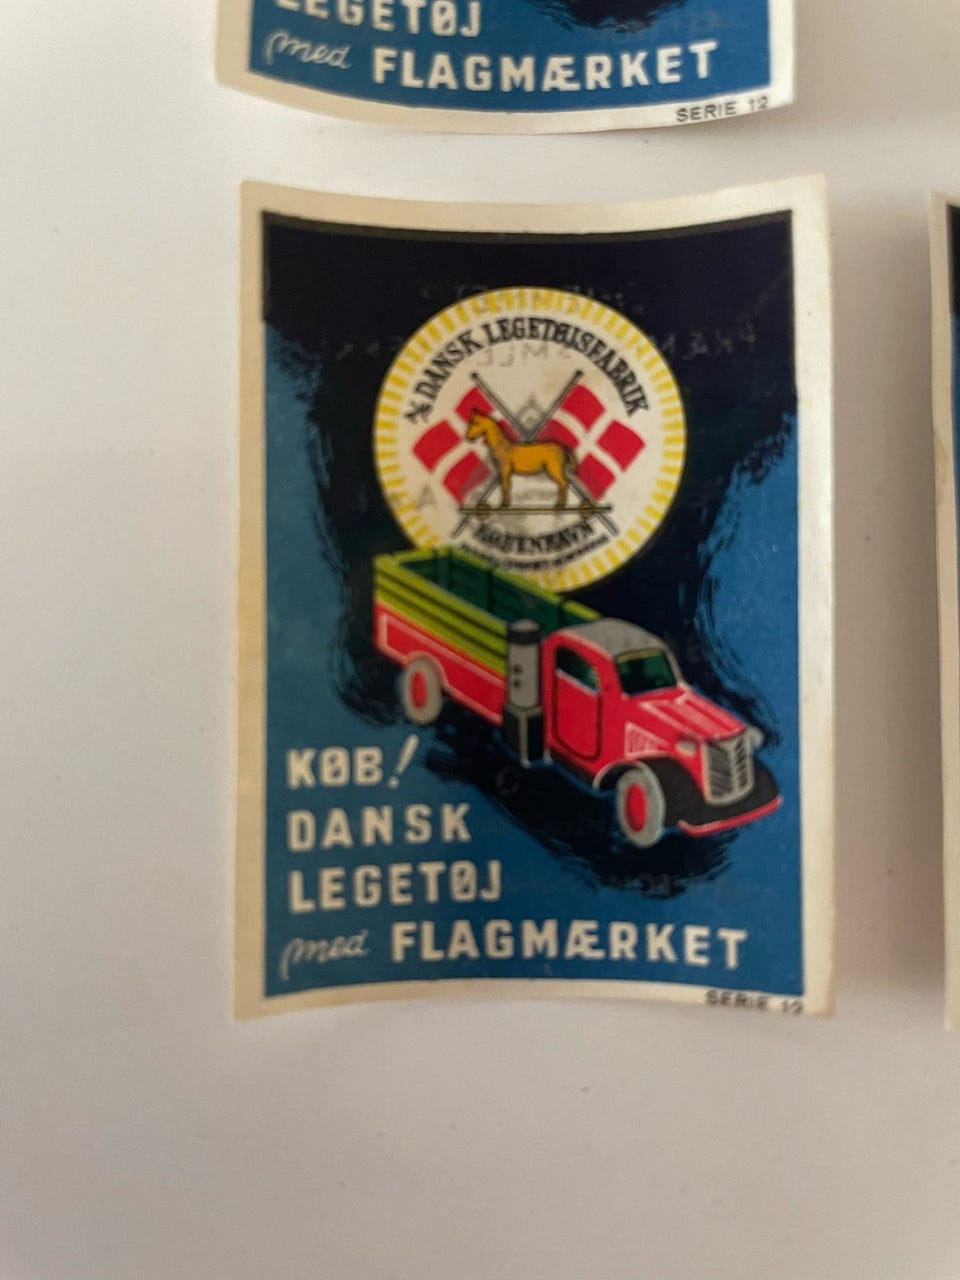 LEGETØJ
med FLAGMÆRKET
SERIE 12
A/S DANSK LEGETØJSFABRIK
KØBENHAVN
KØB!
DANSK
LEGETØJ
med FLAGMÆRKET
SERIE 12